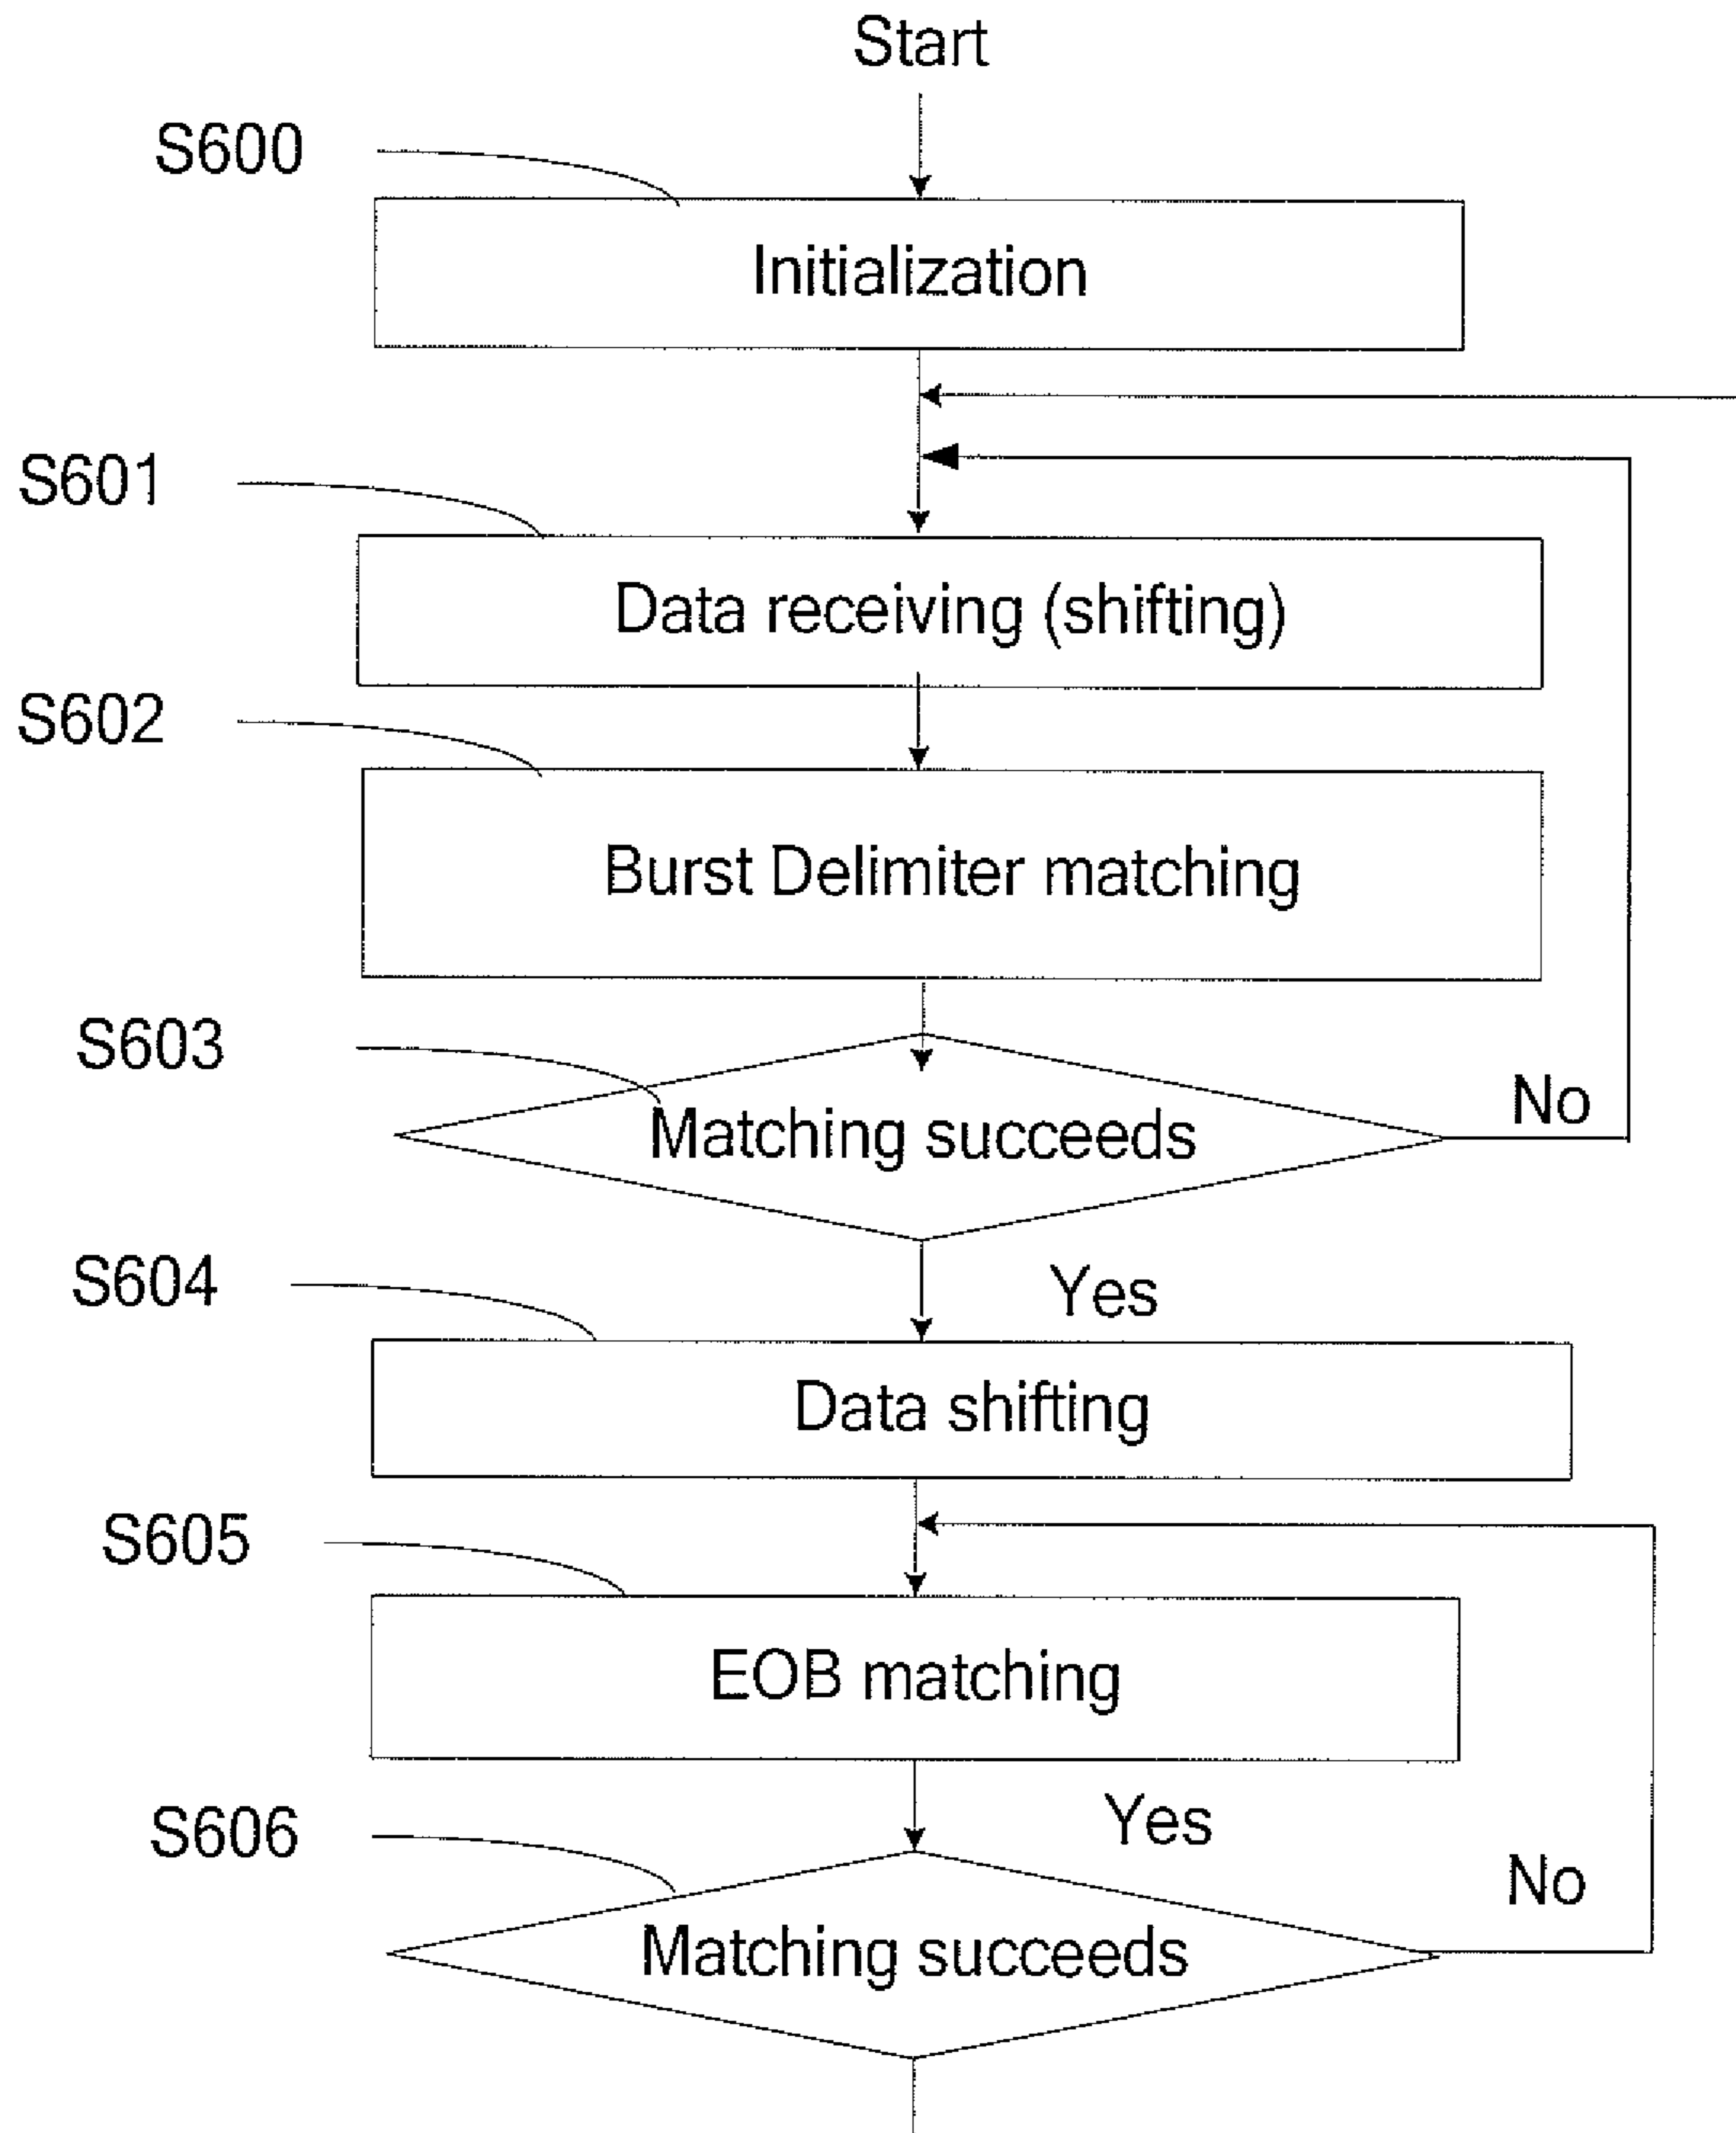 Start
S600
Initialization
S601
Data receiving (shifting)
S602
Burst Delimiter matching
S603
Matching succeeds
No
Yes
S604
Data shifting
S605
EOB matching
Yes
S606
No
Matching succeeds